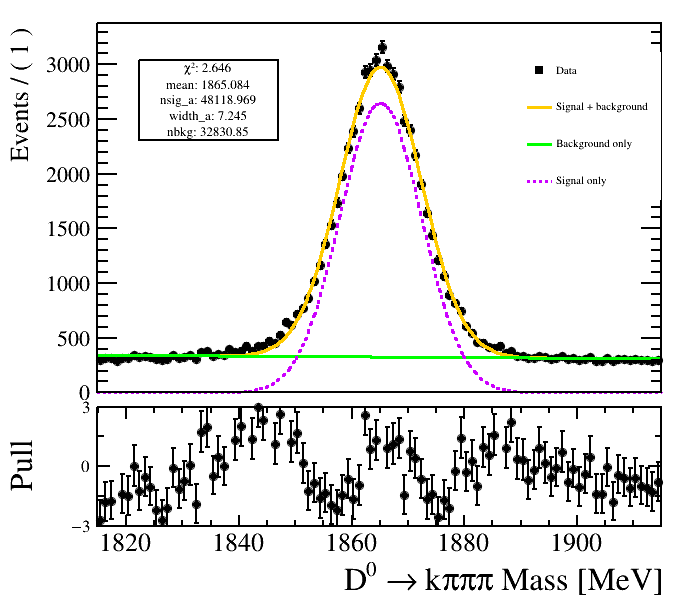 Events / ( 1 )
3000
2500
2000
1500
1000
500
0
χ²: 2.646
mean: 1865.084
nsig_a: 48118.969
width_a: 7.245
nbkg: 32830.85
Data
Signal + background
Background only
Signal only
Pull
3
0
−3
1820 1840 1860 1880 1900
D⁰ → kπππ Mass [MeV]